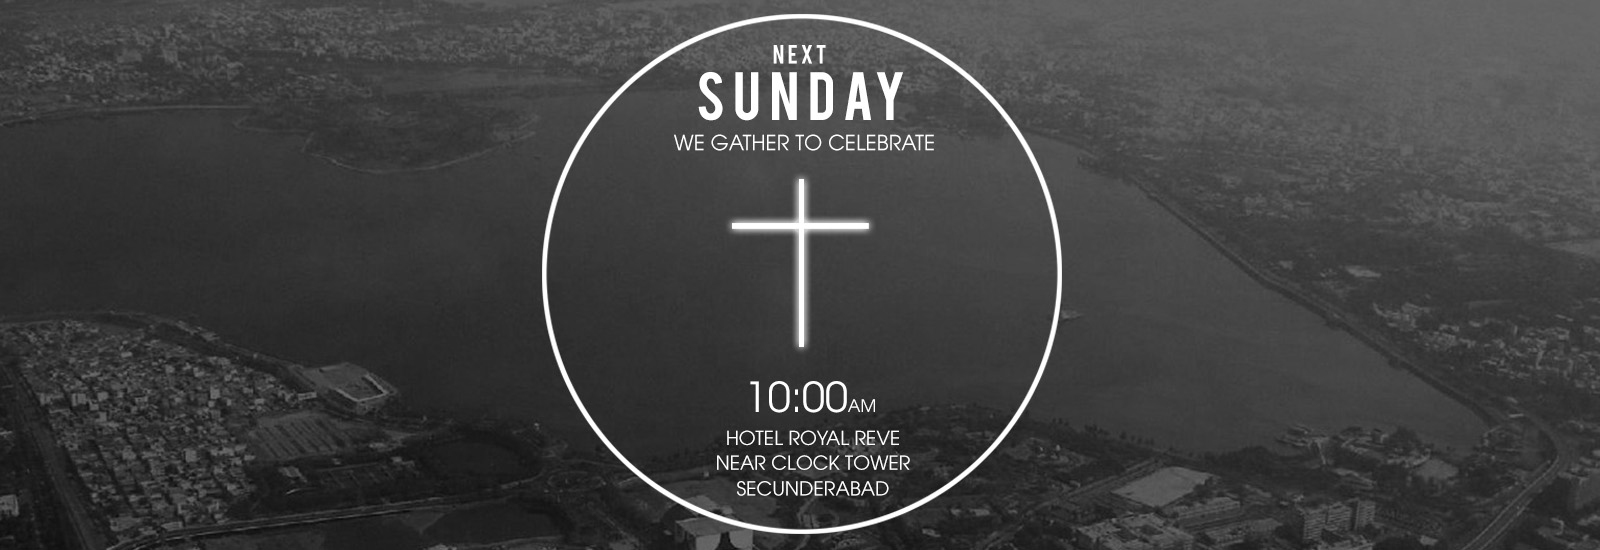 NEXT
SUNDAY
WE GATHER TO CELEBRATE
10:00AM
HOTEL ROYAL REVE
NEAR CLOCK TOWER
SECUNDERABAD